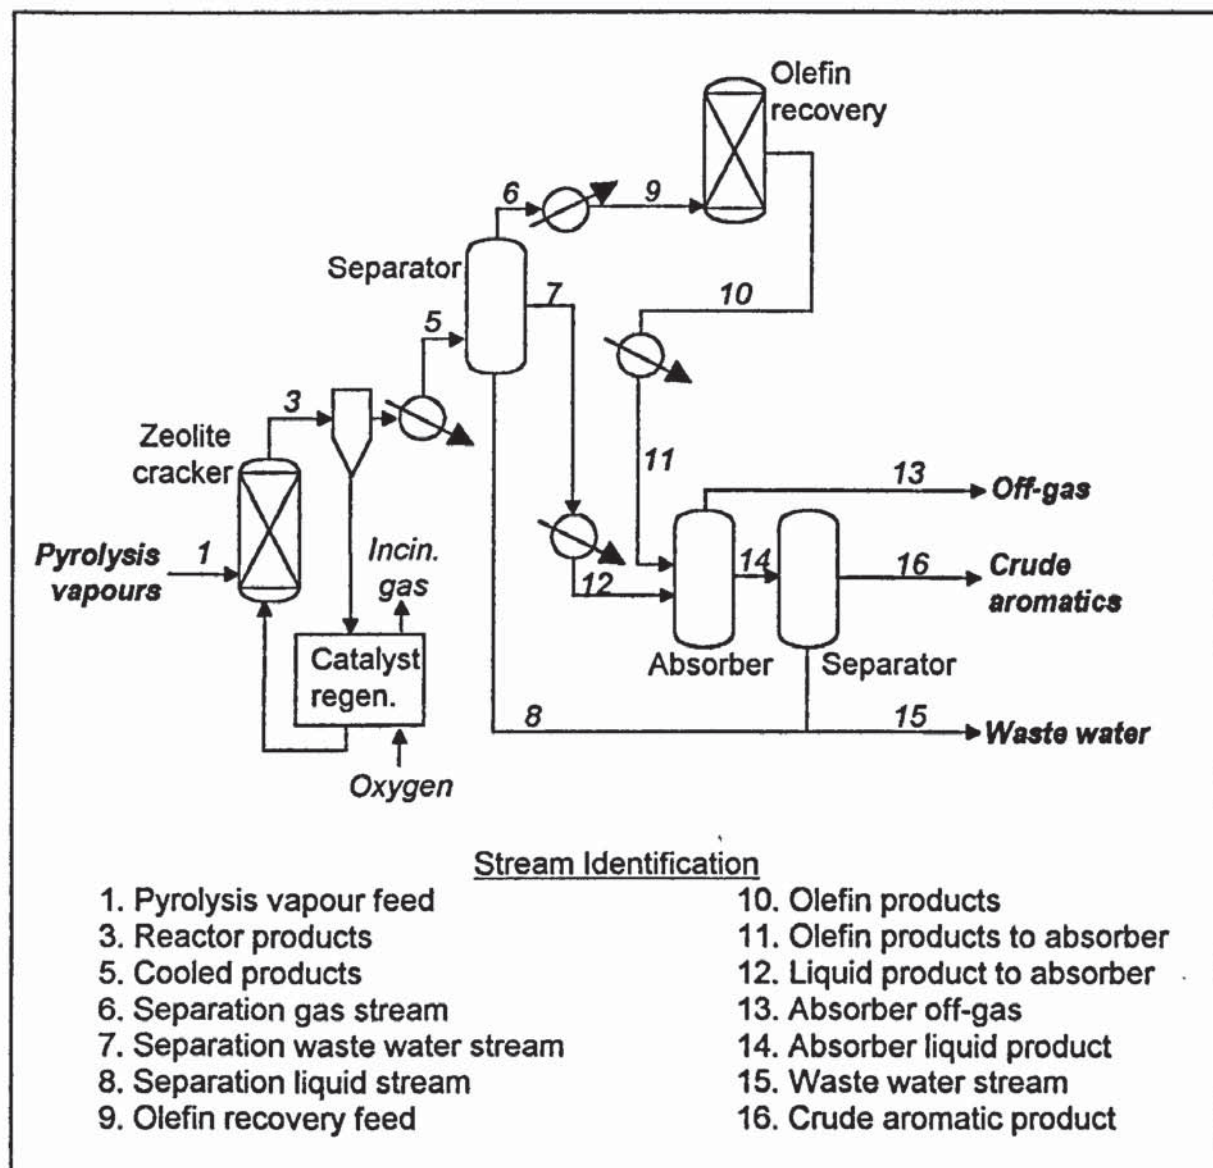 Olefin
recovery
6
9
Separator
7
10
5
3
Zeolite
cracker
11
13
Off-gas
Pyrolysis
vapours
1
Incin.
gas
12
14
16
Crude
aromatics
Catalyst
regen.
Absorber
Separator
8
15
Waste water
Oxygen
Stream Identification
1. Pyrolysis vapour feed
3. Reactor products
5. Cooled products
6. Separation gas stream
7. Separation waste water stream
8. Separation liquid stream
9. Olefin recovery feed
10. Olefin products
11. Olefin products to absorber
12. Liquid product to absorber
13. Absorber off-gas
14. Absorber liquid product
15. Waste water stream
16. Crude aromatic product